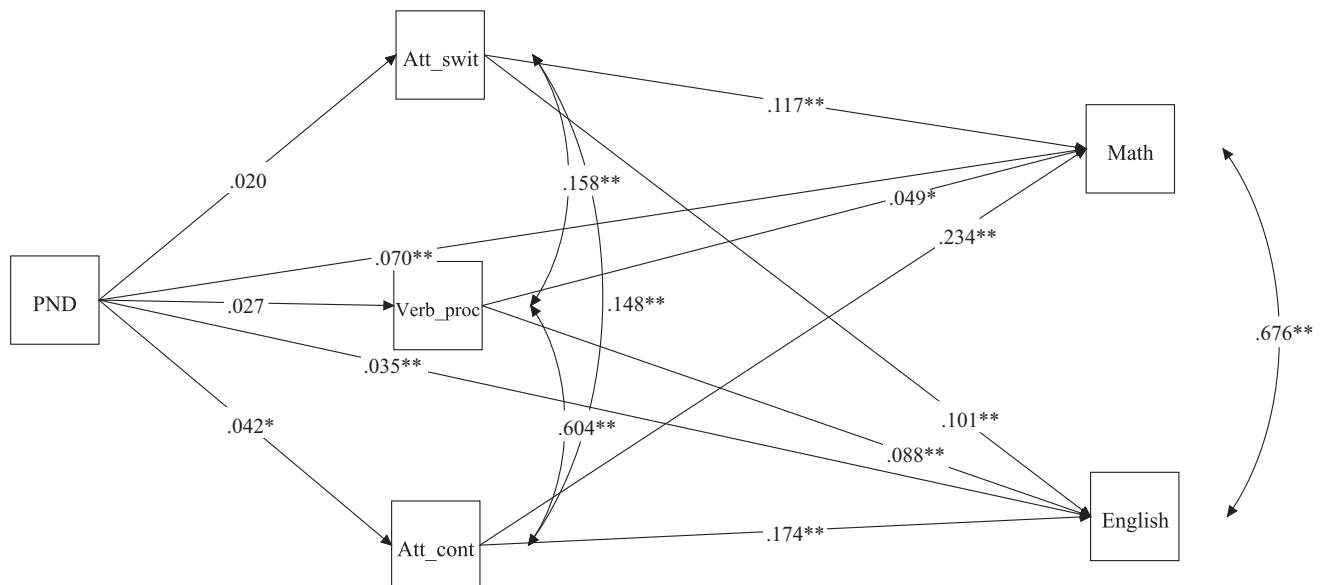 Att_swit
.117**
Math
.020
.158**
.049*
.234**
.070**
PND
.027
Verb_proc
.148**
.676**
.035**
.042*
.604**
.101**
.088**
English
Att_cont
.174**